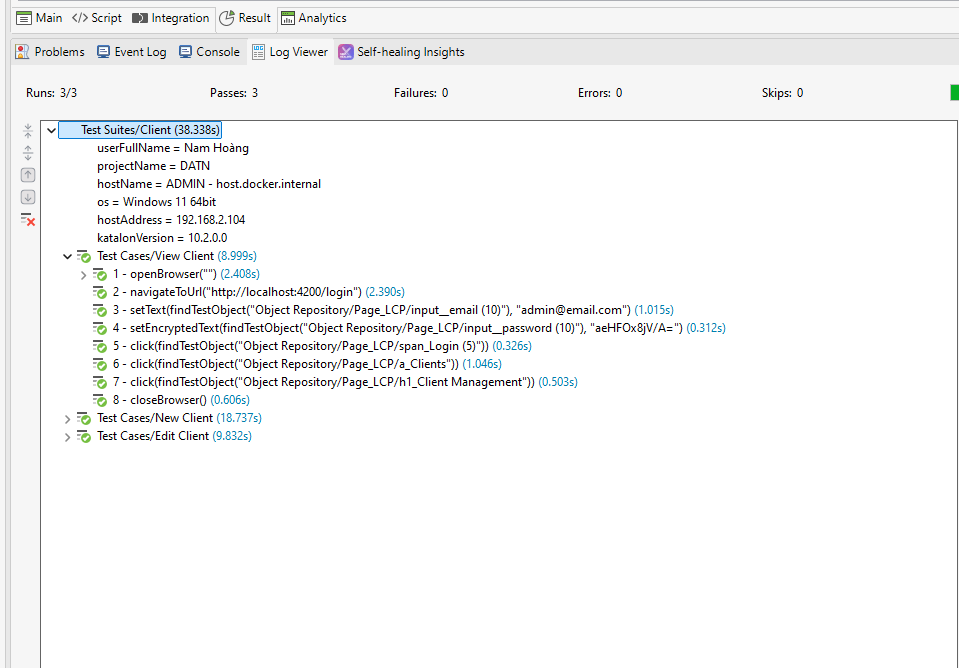 Main </> Script Integration Result Analytics
Problems Event Log Console Log Viewer Self-healing Insights
Runs: 3/3 Passes: 3 Failures: 0 Errors: 0 Skips: 0
Test Suites/Client (38.338s)
userFullName = Nam Hoàng
projectName = DATN
hostName = ADMIN - host.docker.internal
os = Windows 11 64bit
hostAddress = 192.168.2.104
katalonVersion = 10.2.0.0
Test Cases/View Client (8.999s)
1 - openBrowser("") (2.408s)
2 - navigateToUrl("http://localhost:4200/login") (2.390s)
3 - setText(findTestObject("Object Repository/Page_LCP/input__email (10)"), "admin@email.com") (1.015s)
4 - setEncryptedText(findTestObject("Object Repository/Page_LCP/input__password (10)"), "aeHFOx8jV/A=") (0.312s)
5 - click(findTestObject("Object Repository/Page_LCP/span_Login (5)")) (0.326s)
6 - click(findTestObject("Object Repository/Page_LCP/a_Clients")) (1.046s)
7 - click(findTestObject("Object Repository/Page_LCP/h1_Client Management")) (0.503s)
8 - closeBrowser() (0.606s)
Test Cases/New Client (18.737s)
Test Cases/Edit Client (9.832s)